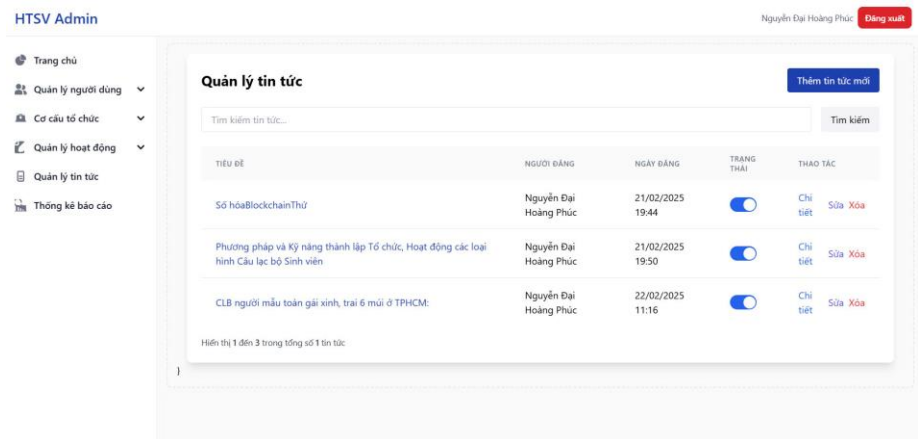 HTSV Admin
Nguyễn Đại Hoàng Phúc Đăng xuất
Trang chủ
Quản lý người dùng
Cơ cấu tổ chức
Quản lý hoạt động
Quản lý tin tức
Thống kê báo cáo
Quản lý tin tức
Thêm tin tức mới
Tìm kiếm tin tức...
Tìm kiếm
TIÊU ĐỀ NGƯỜI ĐĂNG NGÀY ĐĂNG TRẠNG THÁI THAO TÁC
Số hóaBlockchainThứ
Nguyễn Đại
Hoàng Phúc
21/02/2025
19:44
Chi
tiết
Sửa Xóa
Phương pháp và Kỹ năng thành lập Tổ chức, Hoạt động các loại
hình Câu lạc bộ Sinh viên
Nguyễn Đại
Hoàng Phúc
21/02/2025
19:50
Chi
tiết
Sửa Xóa
CLB người mẫu toàn gái xinh, trai 6 múi ở TPHCM:
Nguyễn Đại
Hoàng Phúc
22/02/2025
11:16
Chi
tiết
Sửa Xóa
Hiển thị 1 đến 3 trong tổng số 1 tin tức
}